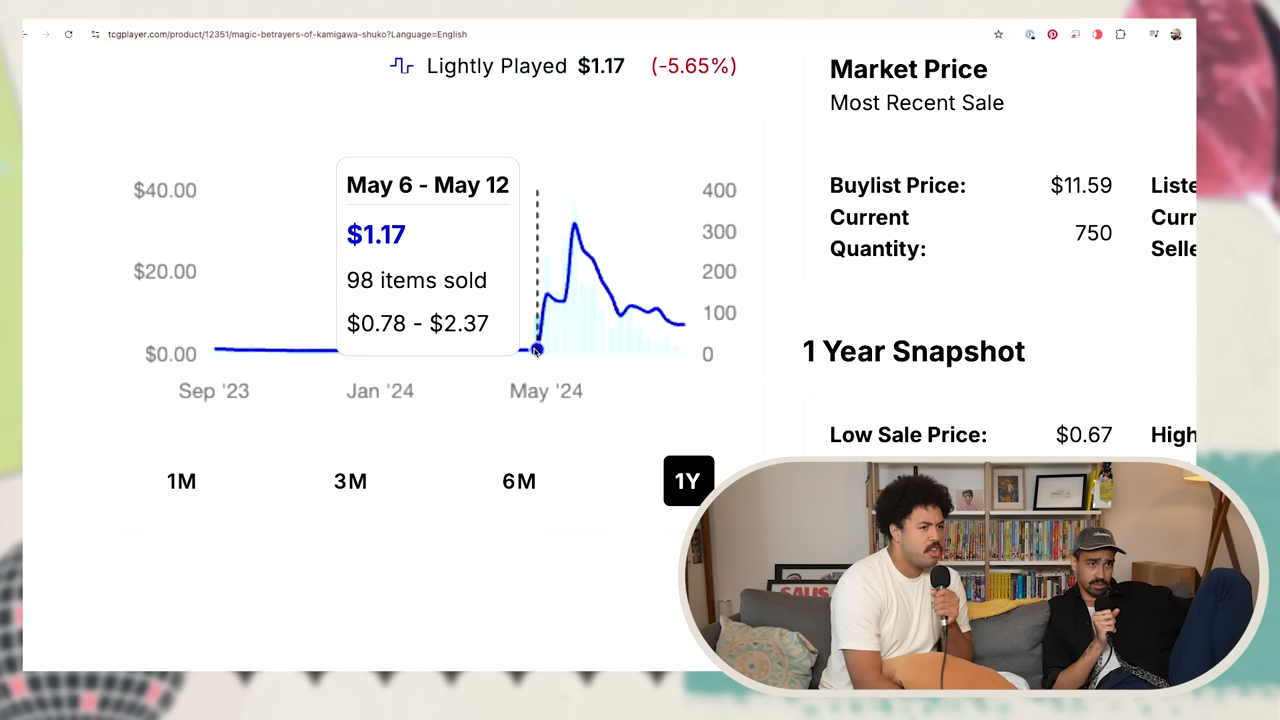 tcgplayer.com/product/12351/magic-betrayers-of-kamigawa-shuko?Language=English
Lightly Played $1.17 (-5.65%)
$40.00
$20.00
$0.00
May 6 - May 12
$1.17
98 items sold
$0.78 - $2.37
400
300
200
100
0
Sep '23
Jan '24
May '24
1M
3M
6M
1Y
Market Price
Most Recent Sale
Buylist Price: $11.59
Current
Quantity: 750
Liste
Curr
Selle
1 Year Snapshot
Low Sale Price: $0.67
High
SAUS